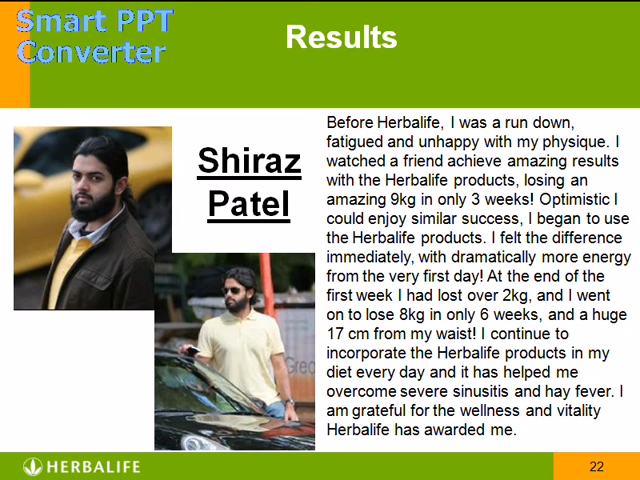 Smart PPT
Converter
Results
Shiraz
Patel
Before Herbalife, I was a run down,
fatigued and unhappy with my physique. I
watched a friend achieve amazing results
with the Herbalife products, losing an
amazing 9kg in only 3 weeks! Optimistic I
could enjoy similar success, I began to use
the Herbalife products. I felt the difference
immediately, with dramatically more energy
from the very first day! At the end of the
first week I had lost over 2kg, and I went
on to lose 8kg in only 6 weeks, and a huge
17 cm from my waist! I continue to
incorporate the Herbalife products in my
diet every day and it has helped me
overcome severe sinusitis and hay fever. I
am grateful for the wellness and vitality
Herbalife has awarded me.
HERBALIFE
22